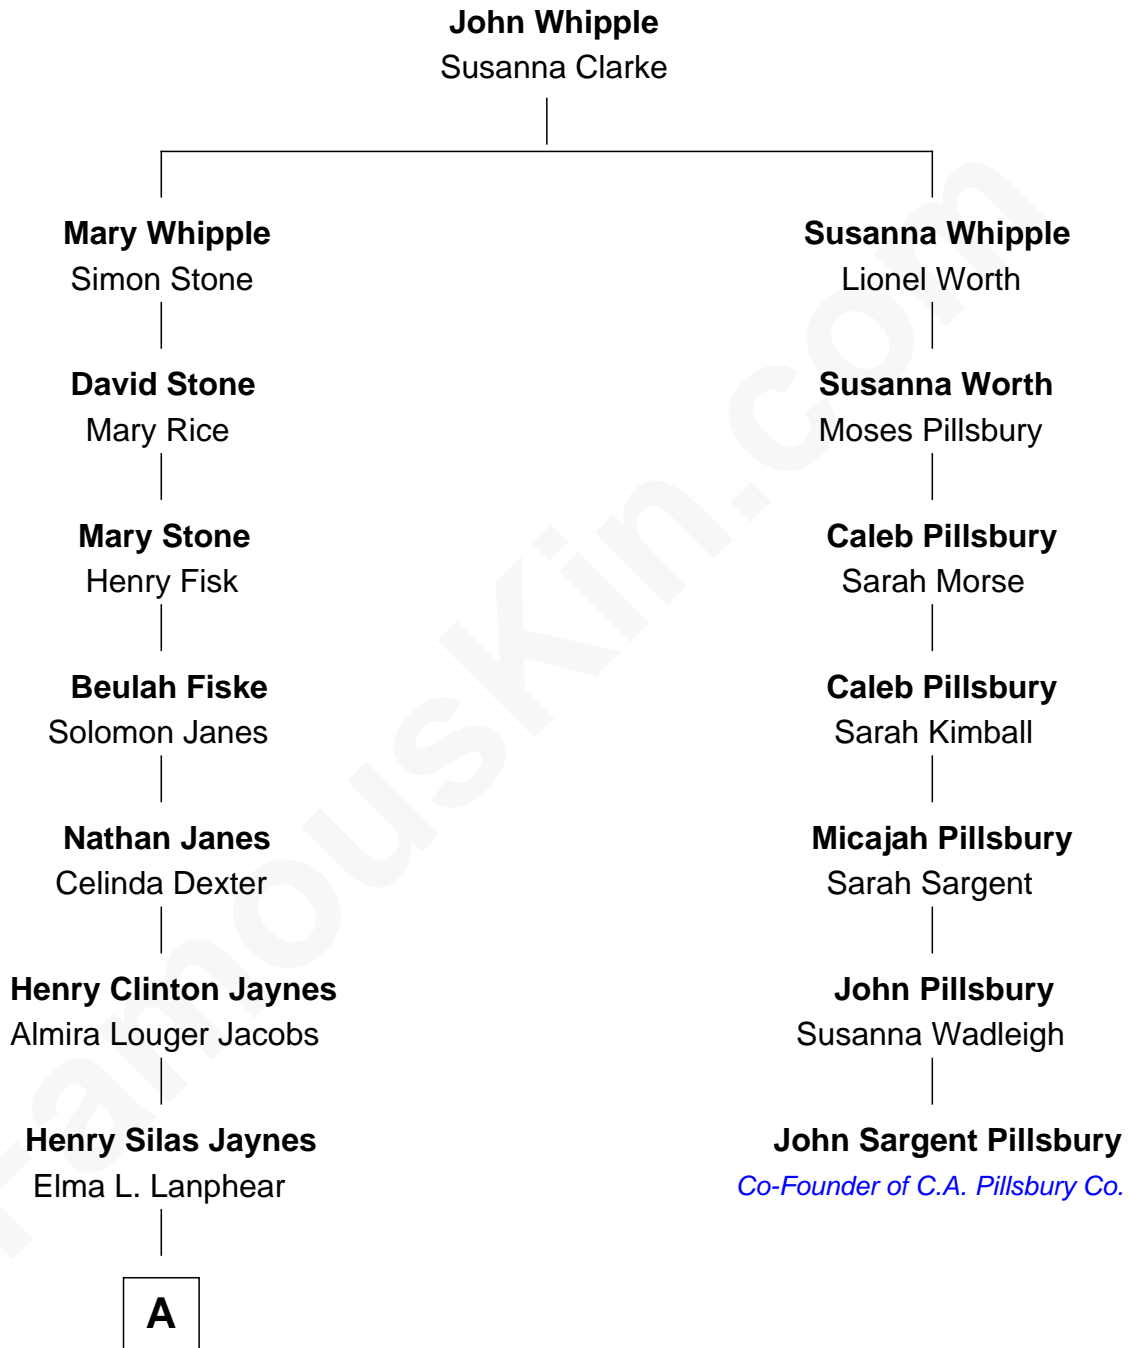 John Whipple
Susanna Clarke
Mary Whipple
Simon Stone
Susanna Whipple
Lionel Worth
David Stone
Mary Rice
Susanna Worth
Moses Pillsbury
Mary Stone
Henry Fisk
Caleb Pillsbury
Sarah Morse
Beulah Fiske
Solomon Janes
Caleb Pillsbury
Sarah Kimball
Nathan Janes
Celinda Dexter
Micajah Pillsbury
Sarah Sargent
Henry Clinton Jaynes
Almira Louger Jacobs
John Pillsbury
Susanna Wadleigh
Henry Silas Jaynes
Elma L. Lanphear
John Sargent Pillsbury
Co-Founder of C.A. Pillsbury Co.
A
FamousKin.com